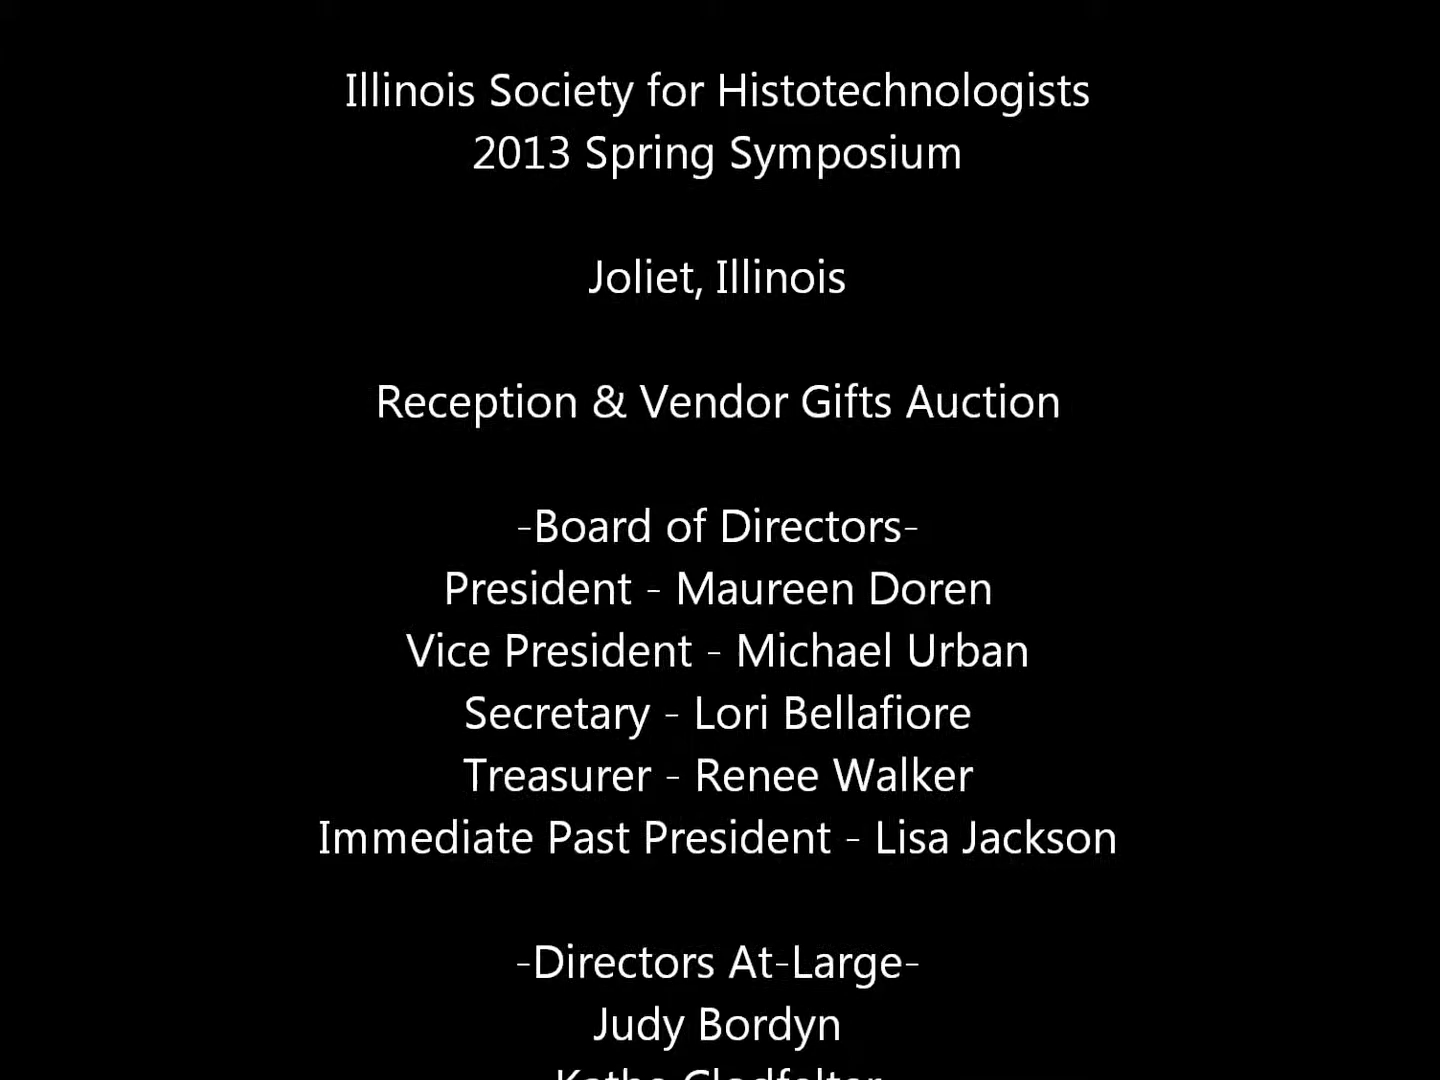 Illinois Society for Histotechnologists
2013 Spring Symposium
Joliet, Illinois
Reception & Vendor Gifts Auction
-Board of Directors-
President - Maureen Doren
Vice President - Michael Urban
Secretary - Lori Bellafiore
Treasurer - Renee Walker
Immediate Past President - Lisa Jackson
-Directors At-Large-
Judy Bordyn